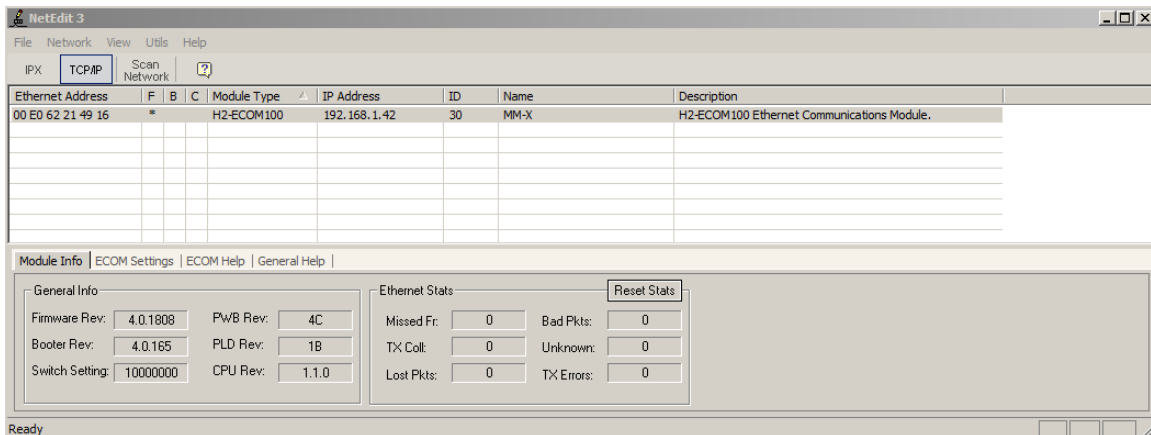 NetEdit 3
File Network View Utils Help
IPX TCP/IP Scan Network
Ethernet Address F B C Module Type IP Address ID Name Description
00 E0 62 21 49 16 * H2-ECOM100 192.168.1.42 30 MM-X H2-ECOM100 Ethernet Communications Module.
Module Info ECOM Settings ECOM Help General Help
General Info Ethernet Stats Reset Stats
Firmware Rev: 4.0.1808 PWB Rev: 4C Missed Fr: 0 Bad Pkts: 0
Booter Rev: 4.0.165 PLD Rev: 1B TX Coll: 0 Unknown: 0
Switch Setting: 10000000 CPU Rev: 1.1.0 Lost Pkts: 0 TX Errors: 0
Ready